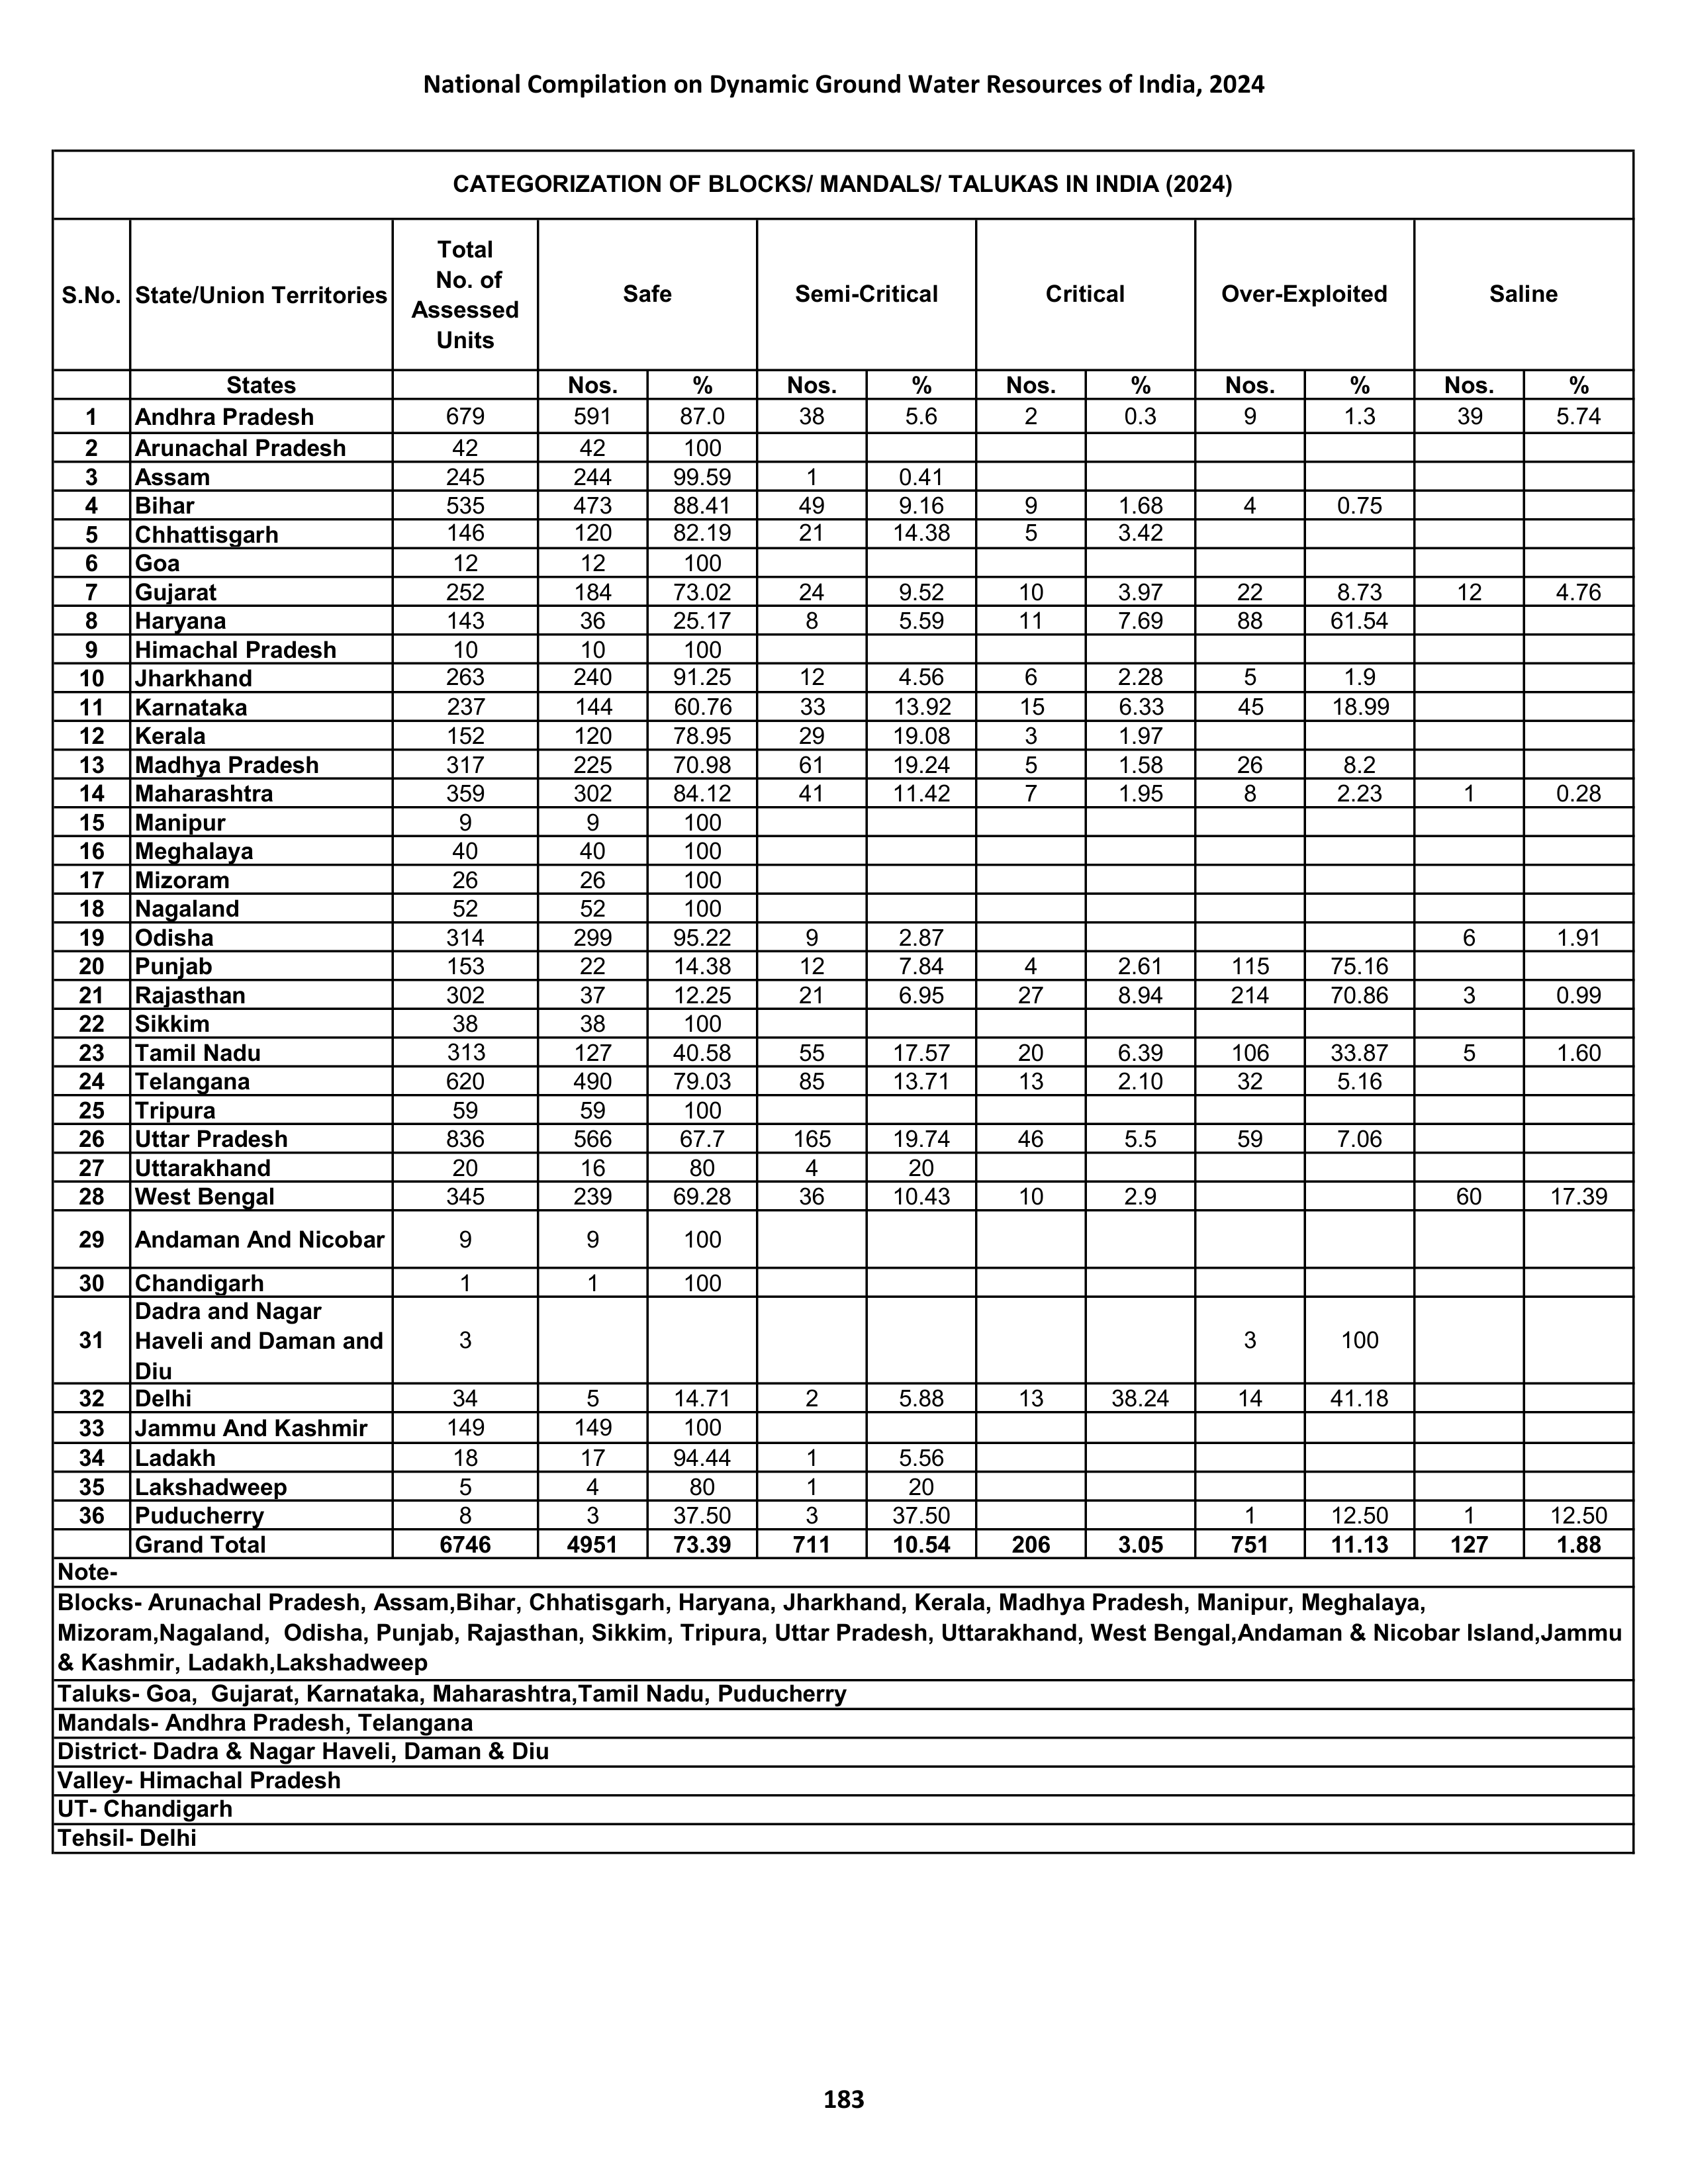 National Compilation on Dynamic Ground Water Resources of India, 2024
CATEGORIZATION OF BLOCKS/ MANDALS/ TALUKAS IN INDIA (2024)
S.No. State/Union Territories Total No. of Assessed Units Safe Semi-Critical Critical Over-Exploited Saline
States Nos. % Nos. % Nos. % Nos. % Nos. %
1 Andhra Pradesh 679 591 87.0 38 5.6 2 0.3 9 1.3 39 5.74
2 Arunachal Pradesh 42 42 100
3 Assam 245 244 99.59 1 0.41
4 Bihar 535 473 88.41 49 9.16 9 1.68 4 0.75
5 Chhattisgarh 146 120 82.19 21 14.38 5 3.42
6 Goa 12 12 100
7 Gujarat 252 184 73.02 24 9.52 10 3.97 22 8.73 12 4.76
8 Haryana 143 36 25.17 8 5.59 11 7.69 88 61.54
9 Himachal Pradesh 10 10 100
10 Jharkhand 263 240 91.25 12 4.56 6 2.28 5 1.9
11 Karnataka 237 144 60.76 33 13.92 15 6.33 45 18.99
12 Kerala 152 120 78.95 29 19.08 3 1.97
13 Madhya Pradesh 317 225 70.98 61 19.24 5 1.58 26 8.2
14 Maharashtra 359 302 84.12 41 11.42 7 1.95 8 2.23 1 0.28
15 Manipur 9 9 100
16 Meghalaya 40 40 100
17 Mizoram 26 26 100
18 Nagaland 52 52 100
19 Odisha 314 299 95.22 9 2.87 6 1.91
20 Punjab 153 22 14.38 12 7.84 4 2.61 115 75.16
21 Rajasthan 302 37 12.25 21 6.95 27 8.94 214 70.86 3 0.99
22 Sikkim 38 38 100
23 Tamil Nadu 313 127 40.58 55 17.57 20 6.39 106 33.87 5 1.60
24 Telangana 620 490 79.03 85 13.71 13 2.10 32 5.16
25 Tripura 59 59 100
26 Uttar Pradesh 836 566 67.7 165 19.74 46 5.5 59 7.06
27 Uttarakhand 20 16 80 4 20
28 West Bengal 345 239 69.28 36 10.43 10 2.9 60 17.39
29 Andaman And Nicobar 9 9 100
30 Chandigarh 1 1 100
31 Dadra and Nagar Haveli and Daman and Diu 3 3 100
32 Delhi 34 5 14.71 2 5.88 13 38.24 14 41.18
33 Jammu And Kashmir 149 149 100
34 Ladakh 18 17 94.44 1 5.56
35 Lakshadweep 5 4 80 1 20
36 Puducherry 8 3 37.50 3 37.50 1 12.50 1 12.50
Grand Total 6746 4951 73.39 711 10.54 206 3.05 751 11.13 127 1.88
Note-
Blocks- Arunachal Pradesh, Assam,Bihar, Chhatisgarh, Haryana, Jharkhand, Kerala, Madhya Pradesh, Manipur, Meghalaya,
Mizoram,Nagaland, Odisha, Punjab, Rajasthan, Sikkim, Tripura, Uttar Pradesh, Uttarakhand, West Bengal,Andaman & Nicobar Island,Jammu
& Kashmir, Ladakh,Lakshadweep
Taluks- Goa, Gujarat, Karnataka, Maharashtra,Tamil Nadu, Puducherry
Mandals- Andhra Pradesh, Telangana
District- Dadra & Nagar Haveli, Daman & Diu
Valley- Himachal Pradesh
UT- Chandigarh
Tehsil- Delhi
183